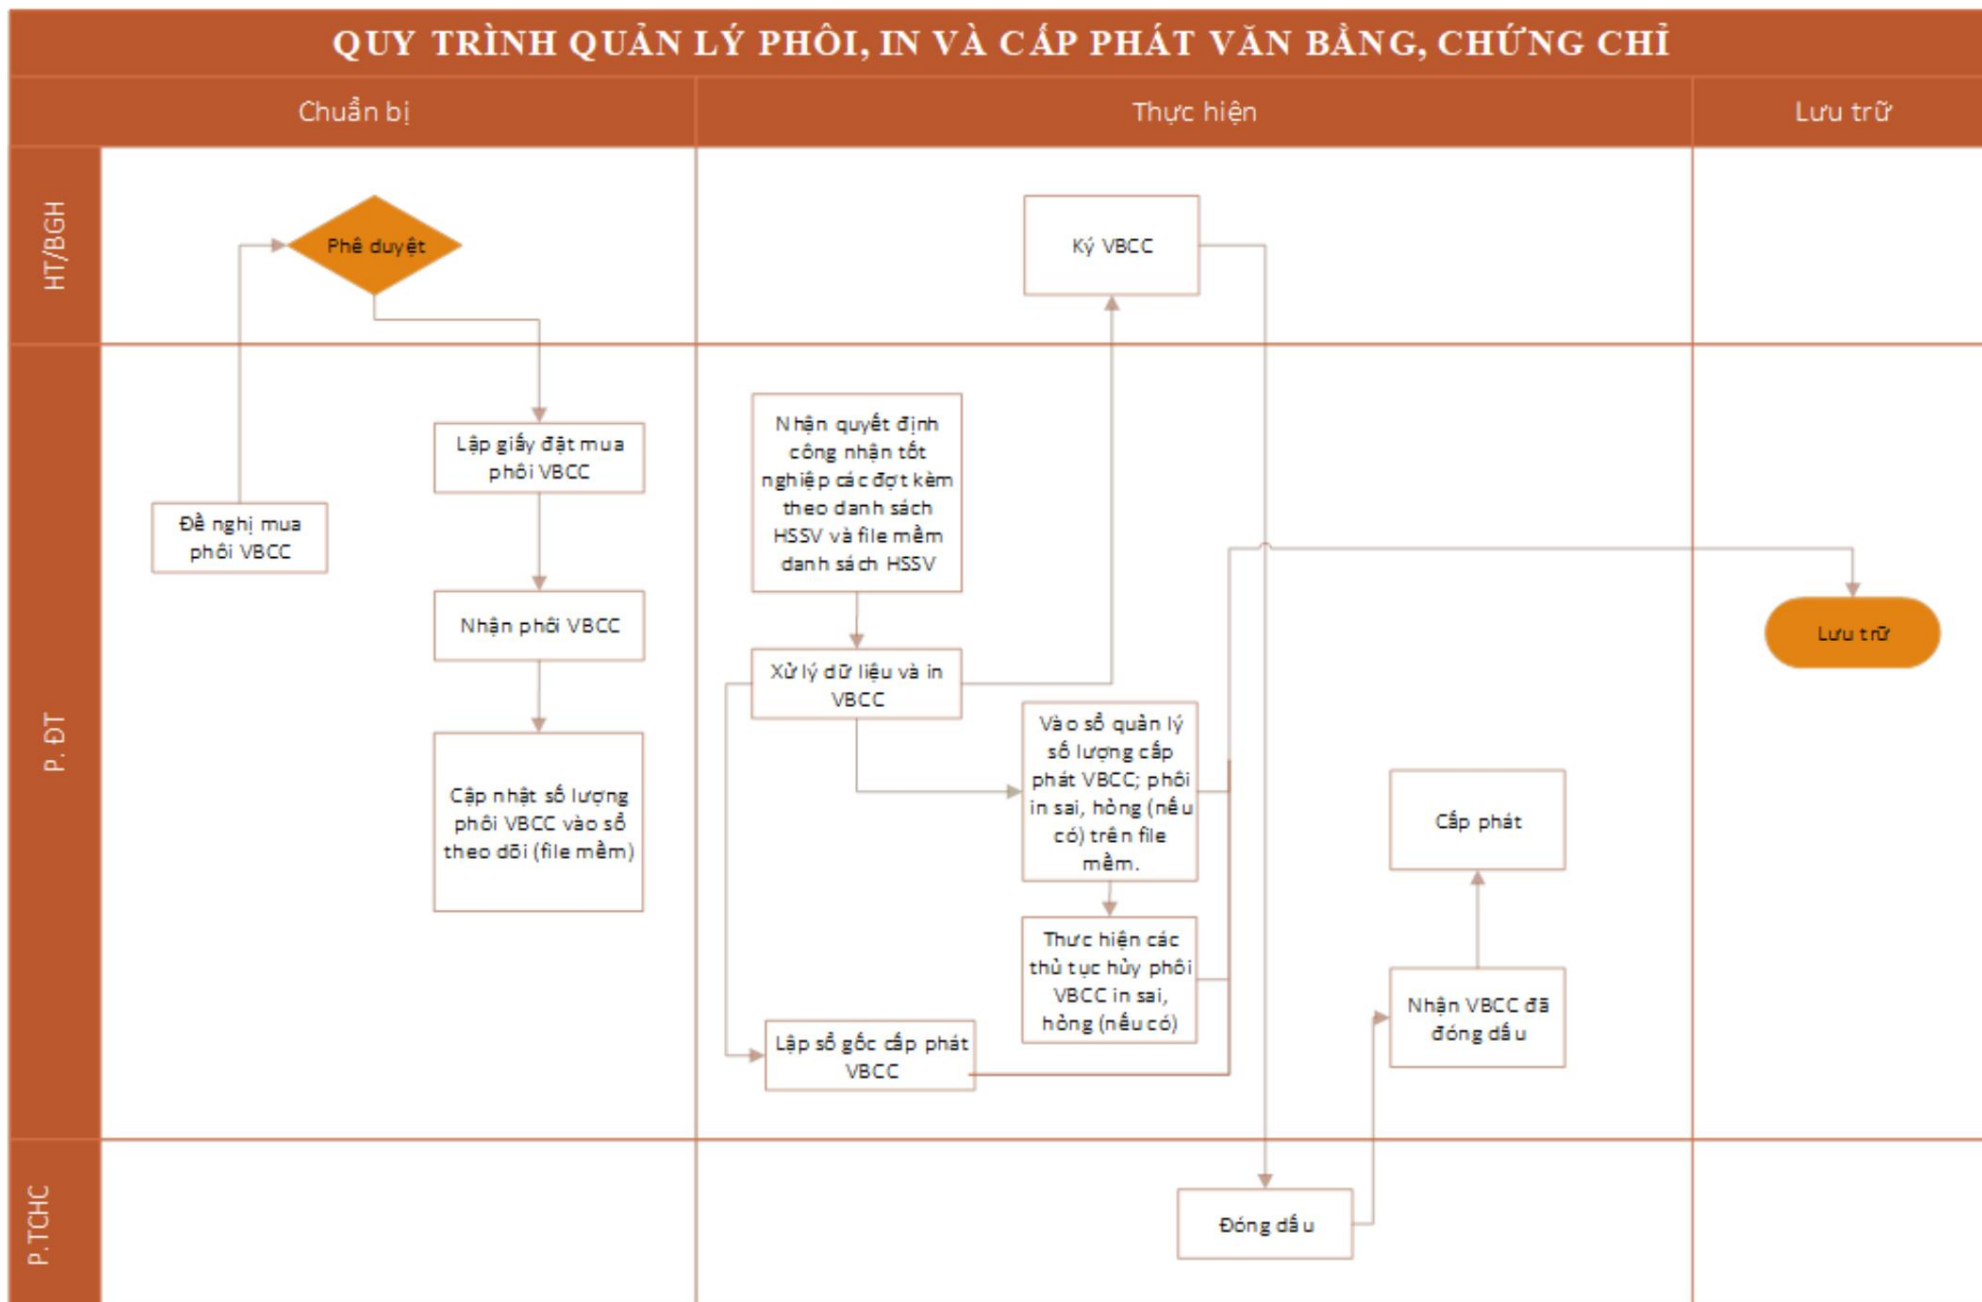 QUY TRÌNH QUẢN LÝ PHÔI, IN VÀ CẤP PHÁT VĂN BẰNG, CHỨNG CHỈ
Chuẩn bị
Thực hiện
Lưu trữ
HT/BGH
Phê duyệt
Ký VBCC
P. ĐT
Đề nghị mua
phôi VBCC
Lập giấy đặt mua
phôi VBCC
Nhận phôi VBCC
Cập nhật số lượng
phôi VBCC vào sổ
theo dõi (file mềm)
Nhận quyết định
công nhận tốt
nghiệp các đợt kèm
theo danh sách
HSSV và file mềm
danh sách HSSV
Xử lý dữ liệu và in
VBCC
Vào sổ quản lý
số lượng cấp
phát VBCC; phôi
in sai, hỏng (nếu
có) trên file
mềm.
Thưc hiện các
thủ tục hủy phôi
VBCC in sai,
hỏng (nếu có)
Lập sổ gốc cấp phát
VBCC
Cấp phát
Nhận VBCC đã
đóng dấu
Lưu trữ
P.TCHC
Đóng dấu